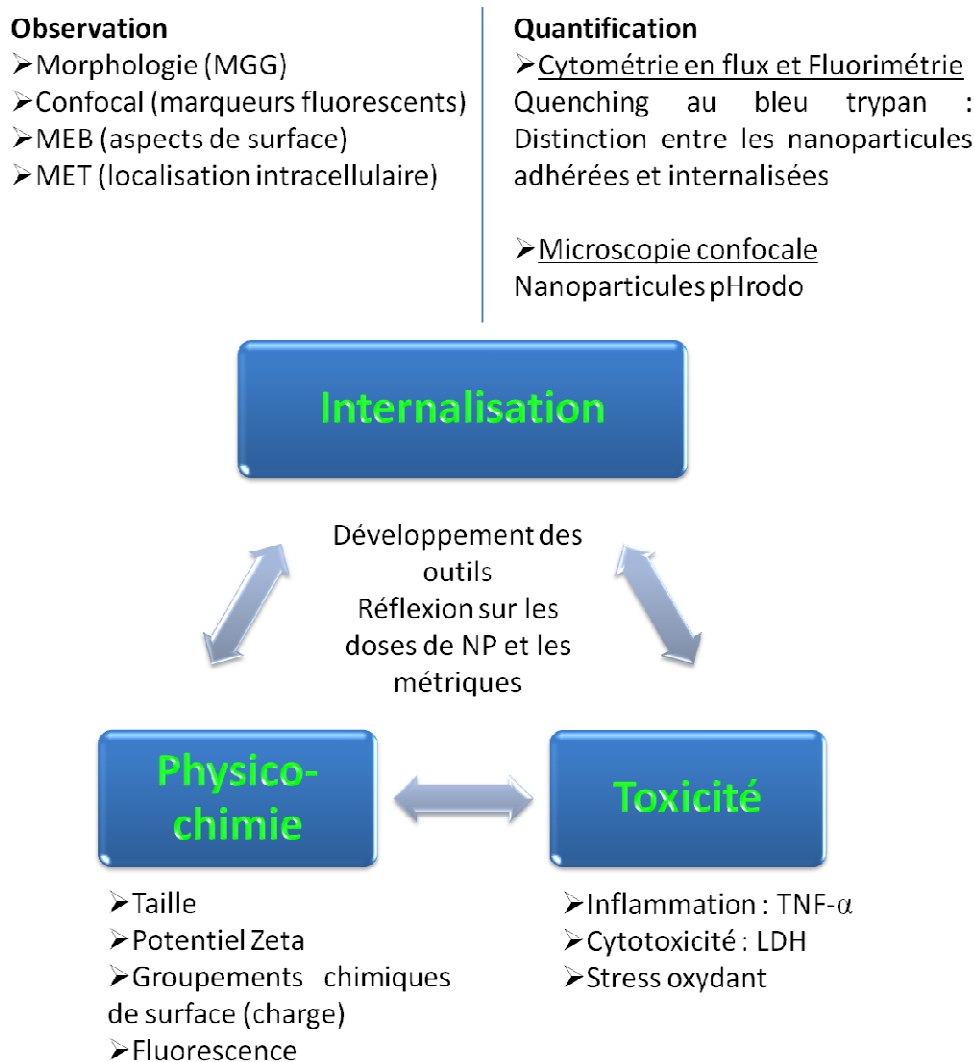 Observation
➢Morphologie (MGG)
➢Confocal (marqueurs fluorescents)
➢MEB (aspects de surface)
➢MET (localisation intracellulaire)
Quantification
➢Cytométrie en flux et Fluorimétrie
Quenching au bleu trypan :
Distinction entre les nanoparticules
adhérées et internalisées
➢Microscopie confocale
Nanoparticules pHrodo
Internalisation
Développement des
outils
Réflexion sur les
doses de NP et les
métriques
Physico-
chimie
Toxicité
➢Taille
➢Potentiel Zeta
➢Groupements chimiques
de surface (charge)
➢Fluorescence
➢Inflammation : TNF-α
➢Cytotoxicité : LDH
➢Stress oxydant